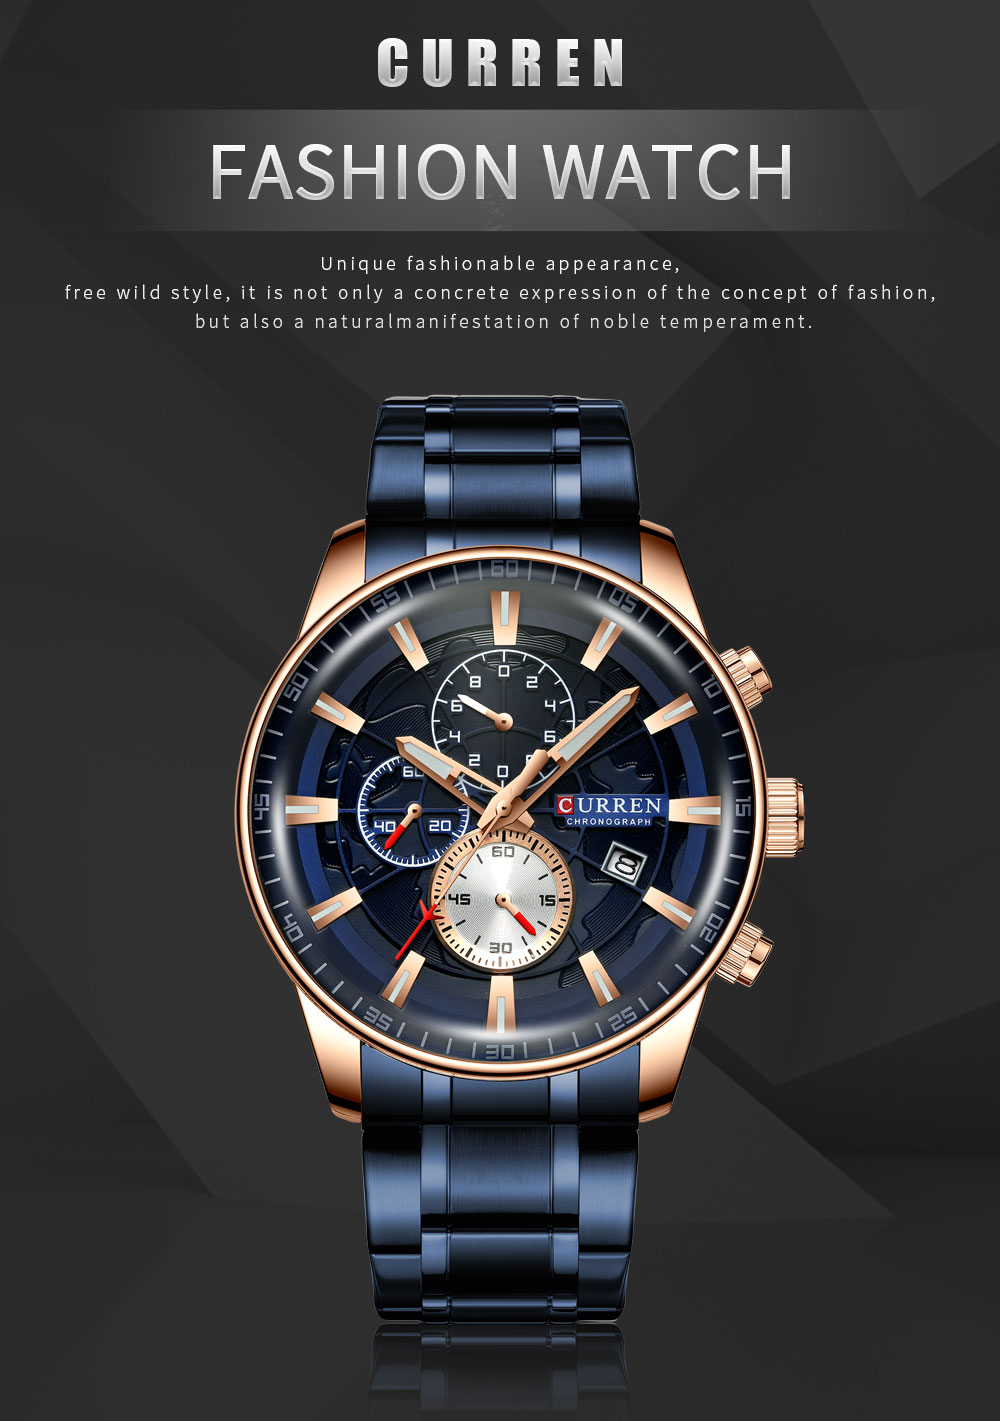 CURREN
FASHION WATCH
Unique fashionable appearance,
free wild style, it is not only a concrete expression of the concept of fashion,
but also a naturalmanifestation of noble temperament.
60
55 05
50 10
8 0 2
6 4
4 6
2 0
60
45 CURREN 15
CHRONOGRAPH
40 20
60
8
45 15
30
40 20
35 25
30